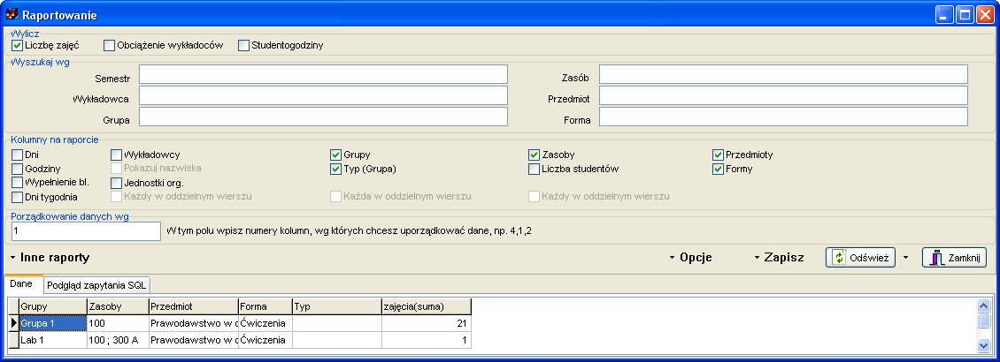 Raportowanie
Wylicz
Liczbę zajęć Obciążenie wykładoców Studentogodziny
Wyszukaj wg
Semestr Zasób
Wykładowca Przedmiot
Grupa Forma
Kolumny na raporcie
Dni Wykładowcy Grupy Zasoby Przedmioty
Godziny Pokazuj nazwiska Typ (Grupa) Liczba studentów Formy
Wypełnienie bl. Jednostki org.
Dni tygodnia Każdy w oddzielnym wierszu Każda w oddzielnym wierszu Każdy w oddzielnym wierszu
Porządkowanie danych wg
1 W tym polu wpisz numery kolumn, wg których chcesz uporządkować dane, np. 4,1,2
Inne raporty Opcje Zapisz Odśwież Zamknij
Dane Podgląd zapytania SQL
Grupy Zasoby Przedmiot Forma Typ zajęcia(suma)
Grupa 1 100 Prawodawstwo w o Ćwiczenia 21
Lab 1 100 ; 300 A Prawodawstwo w o Ćwiczenia 1